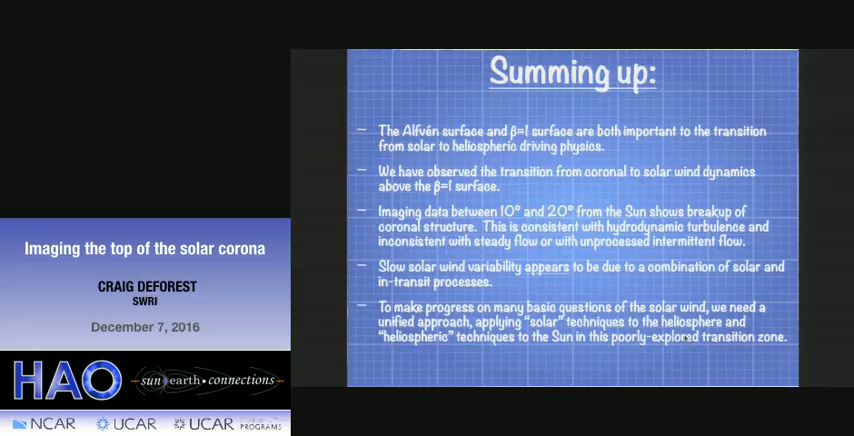 Summing up:
– The Alfvén surface and β=1 surface are both important to the transition
from solar to heliospheric driving physics.
– We have observed the transition from coronal to solar wind dynamics
above the β=1 surface.
– Imaging data between 10° and 20° from the Sun shows breakup of
coronal structure. This is consistent with hydrodynamic turbulence and
inconsistent with steady flow or with unprocessed intermittent flow.
– Slow solar wind variability appears to be due to a combination of solar and
in-transit processes.
– To make progress on many basic questions of the solar wind, we need a
unified approach, applying “solar” techniques to the heliosphere and
“heliospheric” techniques to the Sun in this poorly-explored transition zone.
Imaging the top of the solar corona
CRAIG DEFOREST
SWRI
December 7, 2016
HAO
sun earth • connections
NCAR
UCAR
UCAR
PROGRAMS